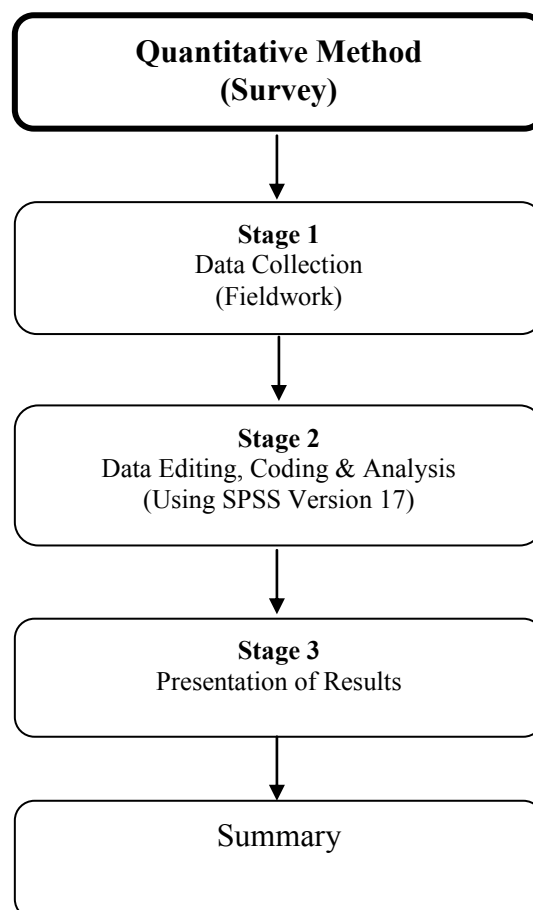 Quantitative Method
(Survey)
Stage 1
Data Collection
(Fieldwork)
Stage 2
Data Editing, Coding & Analysis
(Using SPSS Version 17)
Stage 3
Presentation of Results
Summary